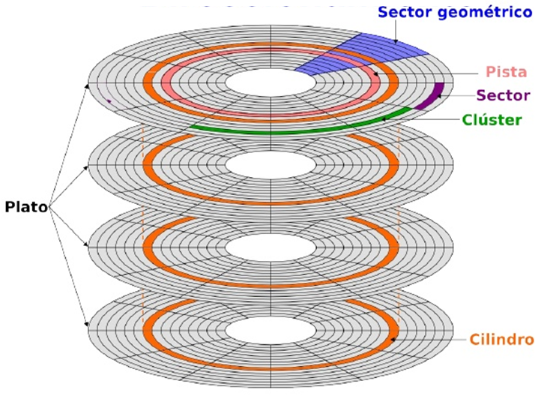 Sector geométrico
Pista
Sector
Clúster
Plato
Cilindro